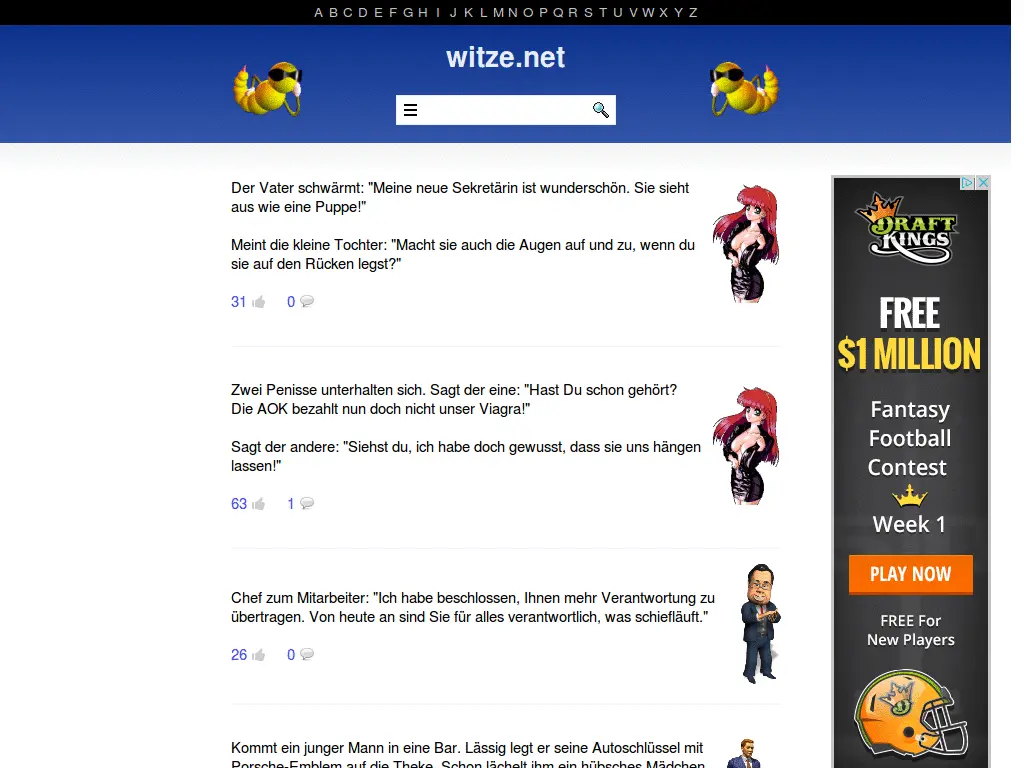 A B C D E F G H I J K L M N O P Q R S T U V W X Y Z
witze.net
Der Vater schwärmt: "Meine neue Sekretärin ist wunderschön. Sie sieht
aus wie eine Puppe!"
Meint die kleine Tochter: "Macht sie auch die Augen auf und zu, wenn du
sie auf den Rücken legst?"
31 0
Zwei Penisse unterhalten sich. Sagt der eine: "Hast Du schon gehört?
Die AOK bezahlt nun doch nicht unser Viagra!"
Sagt der andere: "Siehst du, ich habe doch gewusst, dass sie uns hängen
lassen!"
63 1
Chef zum Mitarbeiter: "Ich habe beschlossen, Ihnen mehr Verantwortung zu
übertragen. Von heute an sind Sie für alles verantwortlich, was schiefläuft."
26 0
Kommt ein junger Mann in eine Bar. Lässig legt er seine Autoschlüssel mit
Porsche-Emblem auf die Theke. Schon lächelt ihm ein hübsches Mädchen
DRAFT
KINGS
FREE
$1 MILLION
Fantasy
Football
Contest
Week 1
PLAY NOW
FREE For
New Players